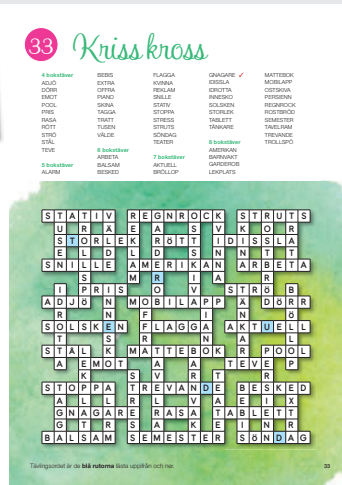 33 Kriss kross
4 bokstäver
ADJÖ
DÖRR
EMOT
POOL
PRIS
RÖTT
STRÖ
STÅL
TEVE
5 bokstäver
ALARM
BEBIS
EXTRA
OFFRA
PIANO
SKINA
TAGGA
TRATT
TUSEN
VÄLDE
6 bokstäver
ARBETA
BALSAM
BESKED
FLAGGA
KVINNA
REKLAM
SNILLE
STATIV
STOPPA
STRESS
STRUTS
SÖNDAG
TEATER
7 bokstäver
AKTUELL
BRÖLLOP
GNAGARE ✓
IDISSLA
IDROTTA
INNESKO
SOLSKEN
STORLEK
TABLETT
TÄNKARE
8 bokstäver
AMERIKAN
BARNVAKT
GARDEROB
LEKPLATS
MATTEBOK
MOBILAPP
OSTSKIVA
PERSIENN
REGNROCK
ROSTBRÖD
SEMESTER
TAVELRAM
TREVANDE
TROLLSPÖ
STATIV REGNROCK STRUTS
U R Ä E A S V K O A
STORLEK RÖTT IDISSLA
E L D L D K I N T R
SNILLE AMERIKAN ARBETA
M R A A R
I PRIS O STRÖ B
ADJÖ N MOBILAPP Ä DÖRR
R N F I N D Ö
SOLSKEN FLAGGA AKTUELL
T S R N A L
STÅL K MATTEBOK R POOL
A EMOT A A TEVE P
K S V R T R
STOPPA TREVANDE BESKED
A L R E V E E I X
GNAGARE RASA TABLETT
G T S A K E I N R
BALSAM SEMESTER SÖNDAG
Tävlingsordet är de blå rutorna lästa uppifrån och ner.
33